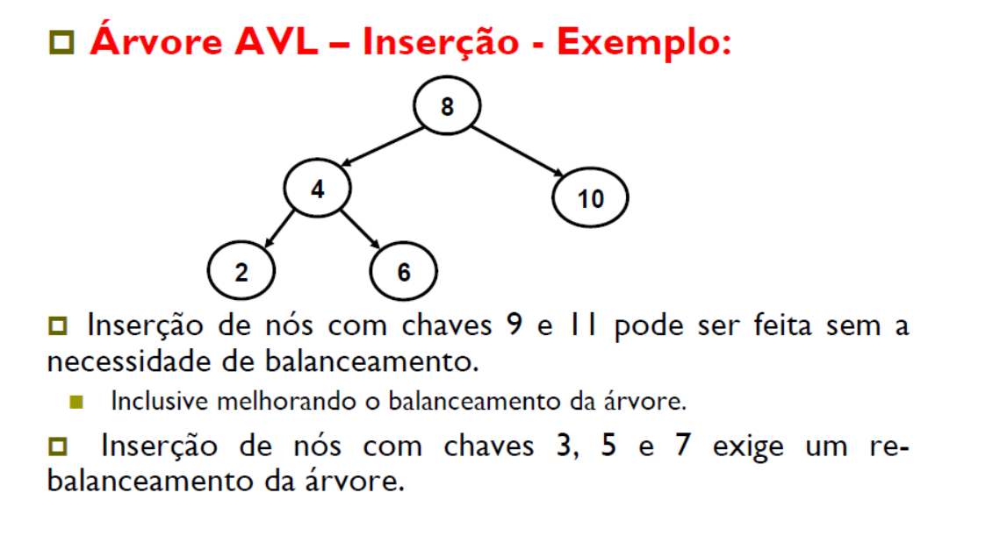 Árvore AVL – Inserção - Exemplo:
8
4
10
2
6
Inserção de nós com chaves 9 e 11 pode ser feita sem a
necessidade de balanceamento.
Inclusive melhorando o balanceamento da árvore.
Inserção de nós com chaves 3, 5 e 7 exige um re-
balanceamento da árvore.